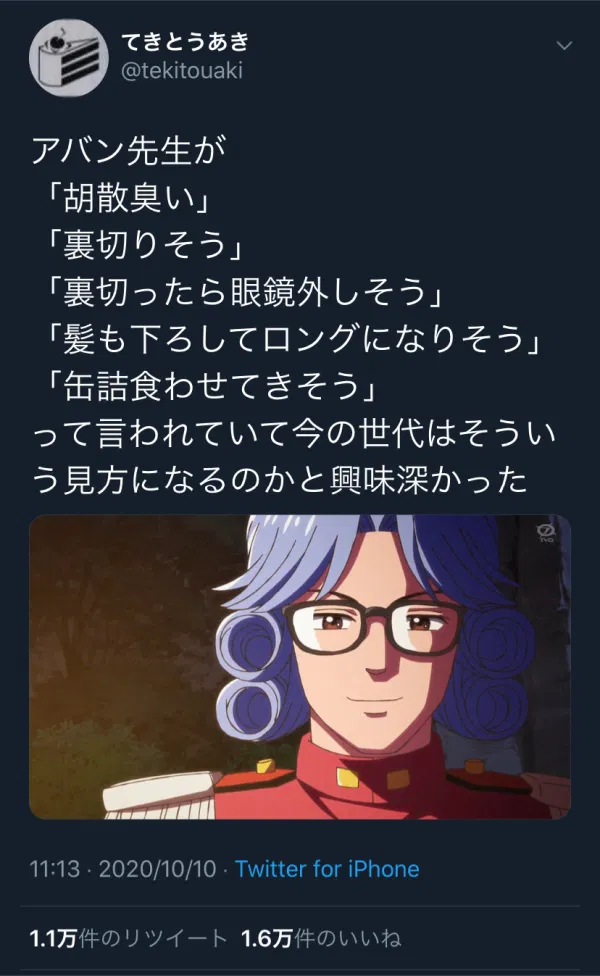 てきとうあき
@tekitouaki
アバン先生が
「胡散臭い」
「裏切りそう」
「裏切ったら眼鏡外しそう」
「髪も下ろしてロングになりそう」
「缶詰食わせてきそう」
って言われていて今の世代はそうい
う見方になるのかと興味深かった
7
TVO
11:13 · 2020/10/10 · Twitter for iPhone
1.1万件のリツイート 1.6万件のいいね